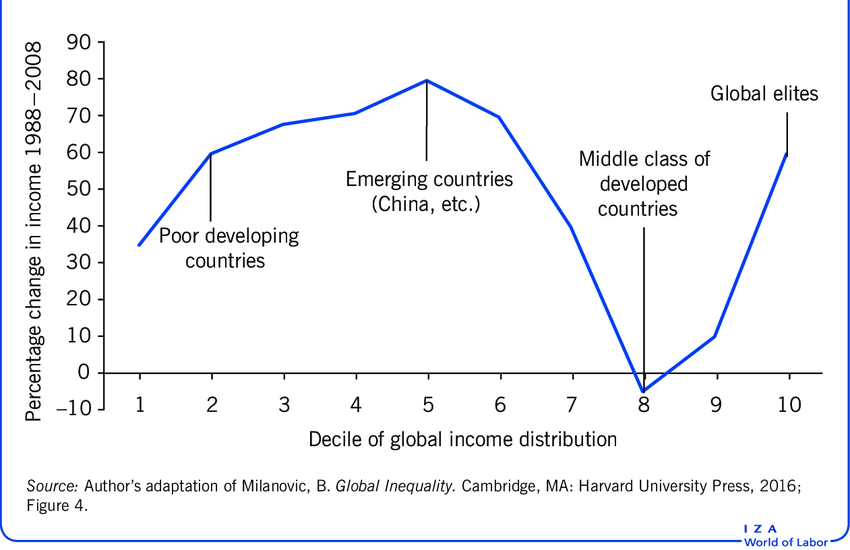 Percentage change in income 1988–2008
90
80
70
60
50
40
30
20
10
0
–10
Poor developing
countries
Emerging countries
(China, etc.)
Middle class of
developed
countries
Global elites
1 2 3 4 5 6 7 8 9 10
Decile of global income distribution
Source: Author’s adaptation of Milanovic, B. Global Inequality. Cambridge, MA: Harvard University Press, 2016;
Figure 4.
I Z A
World of Labor